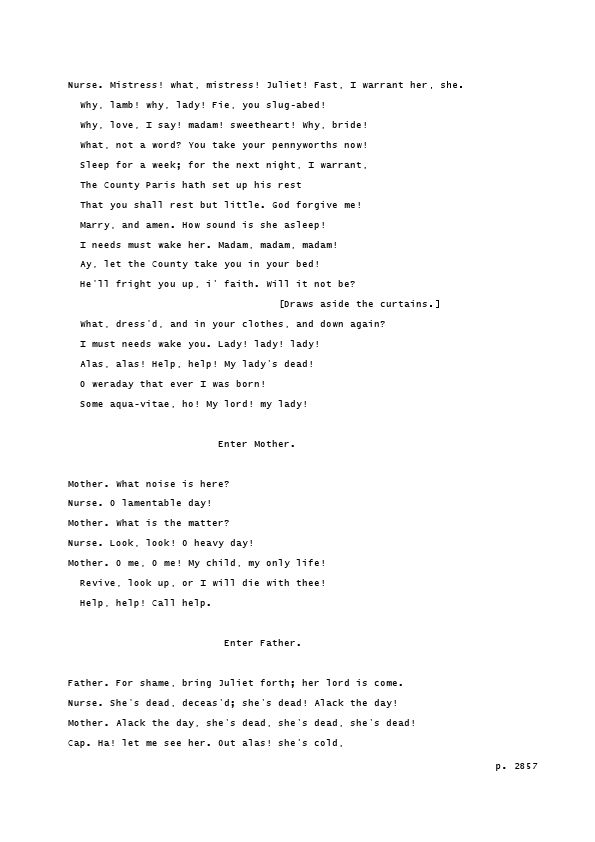 Nurse. Mistress! what, mistress! Juliet! Fast, I warrant her, she.
Why, lamb! why, lady! Fie, you slug-abed!
Why, love, I say! madam! sweetheart! Why, bride!
What, not a word? You take your pennyworths now!
Sleep for a week; for the next night, I warrant,
The County Paris hath set up his rest
That you shall rest but little. God forgive me!
Marry, and amen. How sound is she asleep!
I needs must wake her. Madam, madam, madam!
Ay, let the County take you in your bed!
He'll fright you up, i' faith. Will it not be?
[Draws aside the curtains.]
What, dress'd, and in your clothes, and down again?
I must needs wake you. Lady! lady! lady!
Alas, alas! Help, help! My lady's dead!
O weraday that ever I was born!
Some aqua-vitae, ho! My lord! my lady!
Enter Mother.
Mother. What noise is here?
Nurse. O lamentable day!
Mother. What is the matter?
Nurse. Look, look! O heavy day!
Mother. O me, O me! My child, my only life!
Revive, look up, or I will die with thee!
Help, help! Call help.
Enter Father.
Father. For shame, bring Juliet forth; her lord is come.
Nurse. She's dead, deceas'd; she's dead! Alack the day!
Mother. Alack the day, she's dead, she's dead, she's dead!
Cap. Ha! let me see her. Out alas! she's cold,
p. 2857